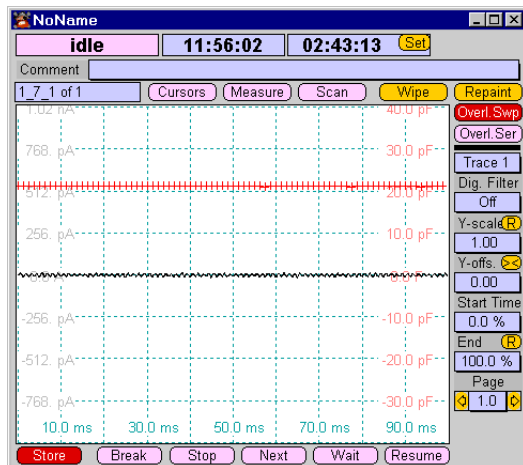 NoName
idle 11:56:02 02:43:13 Set
Comment
1_7_1 of 1 Cursors Measure Scan Wipe Repaint
1.02 nA 40.0 pF Overl.Swp
Overl.Ser
768. pA 30.0 pF
Trace 1
Dig. Filter
512. pA 20.0 pF Off
Y-scale R
256. pA 10.0 pF 1.00
Y-offs. ><
0.0 A 0.0 F 0.00
Start Time
-256. pA -10.0 pF 0.0 %
End R
-512. pA -20.0 pF 100.0 %
Page
-768. pA -30.0 pF 1.0
10.0 ms 30.0 ms 50.0 ms 70.0 ms 90.0 ms
Store Break Stop Next Wait Resume